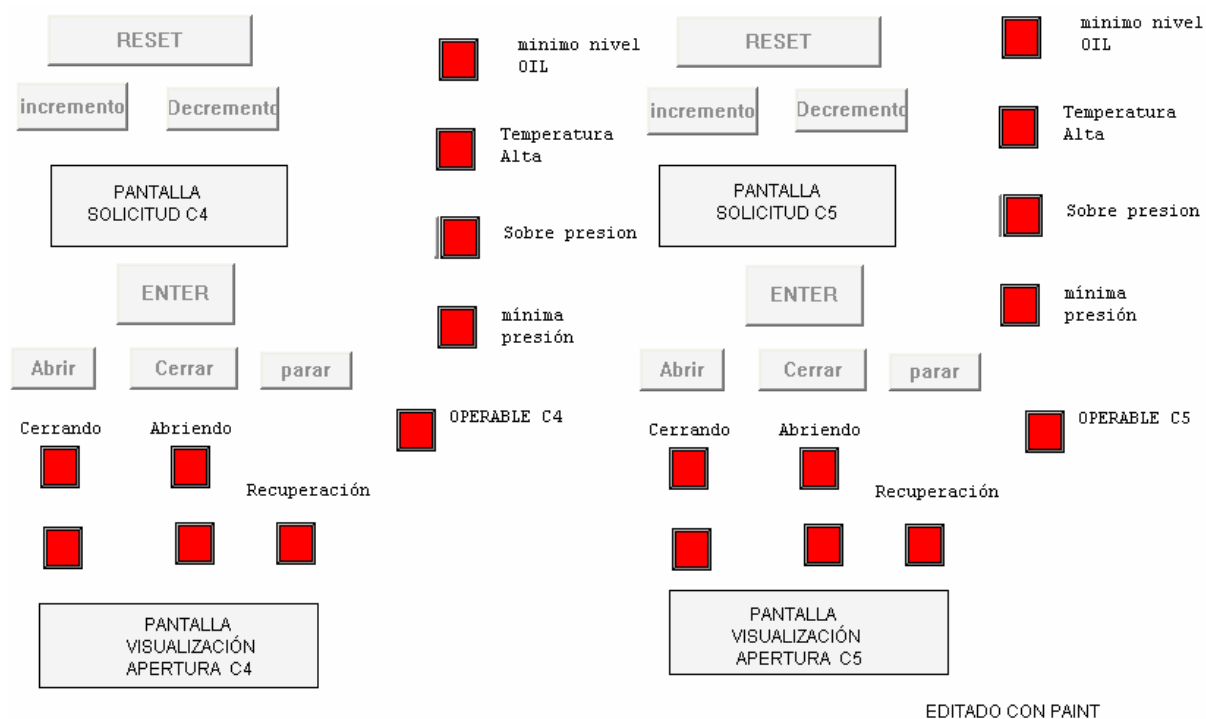 RESET
minimo nivel
OIL
incremento
Decremento
Temperatura
Alta
PANTALLA
SOLICITUD C4
Sobre presion
ENTER
mínima
presión
Abrir
Cerrar
parar
OPERABLE C4
Cerrando
Abriendo
Recuperación
PANTALLA
VISUALIZACIÓN
APERTURA C4
RESET
minimo nivel
OIL
incremento
Decremento
Temperatura
Alta
PANTALLA
SOLICITUD C5
Sobre presion
ENTER
mínima
presión
Abrir
Cerrar
parar
OPERABLE C5
Cerrando
Abriendo
Recuperación
PANTALLA
VISUALIZACIÓN
APERTURA C5
EDITADO CON PAINT